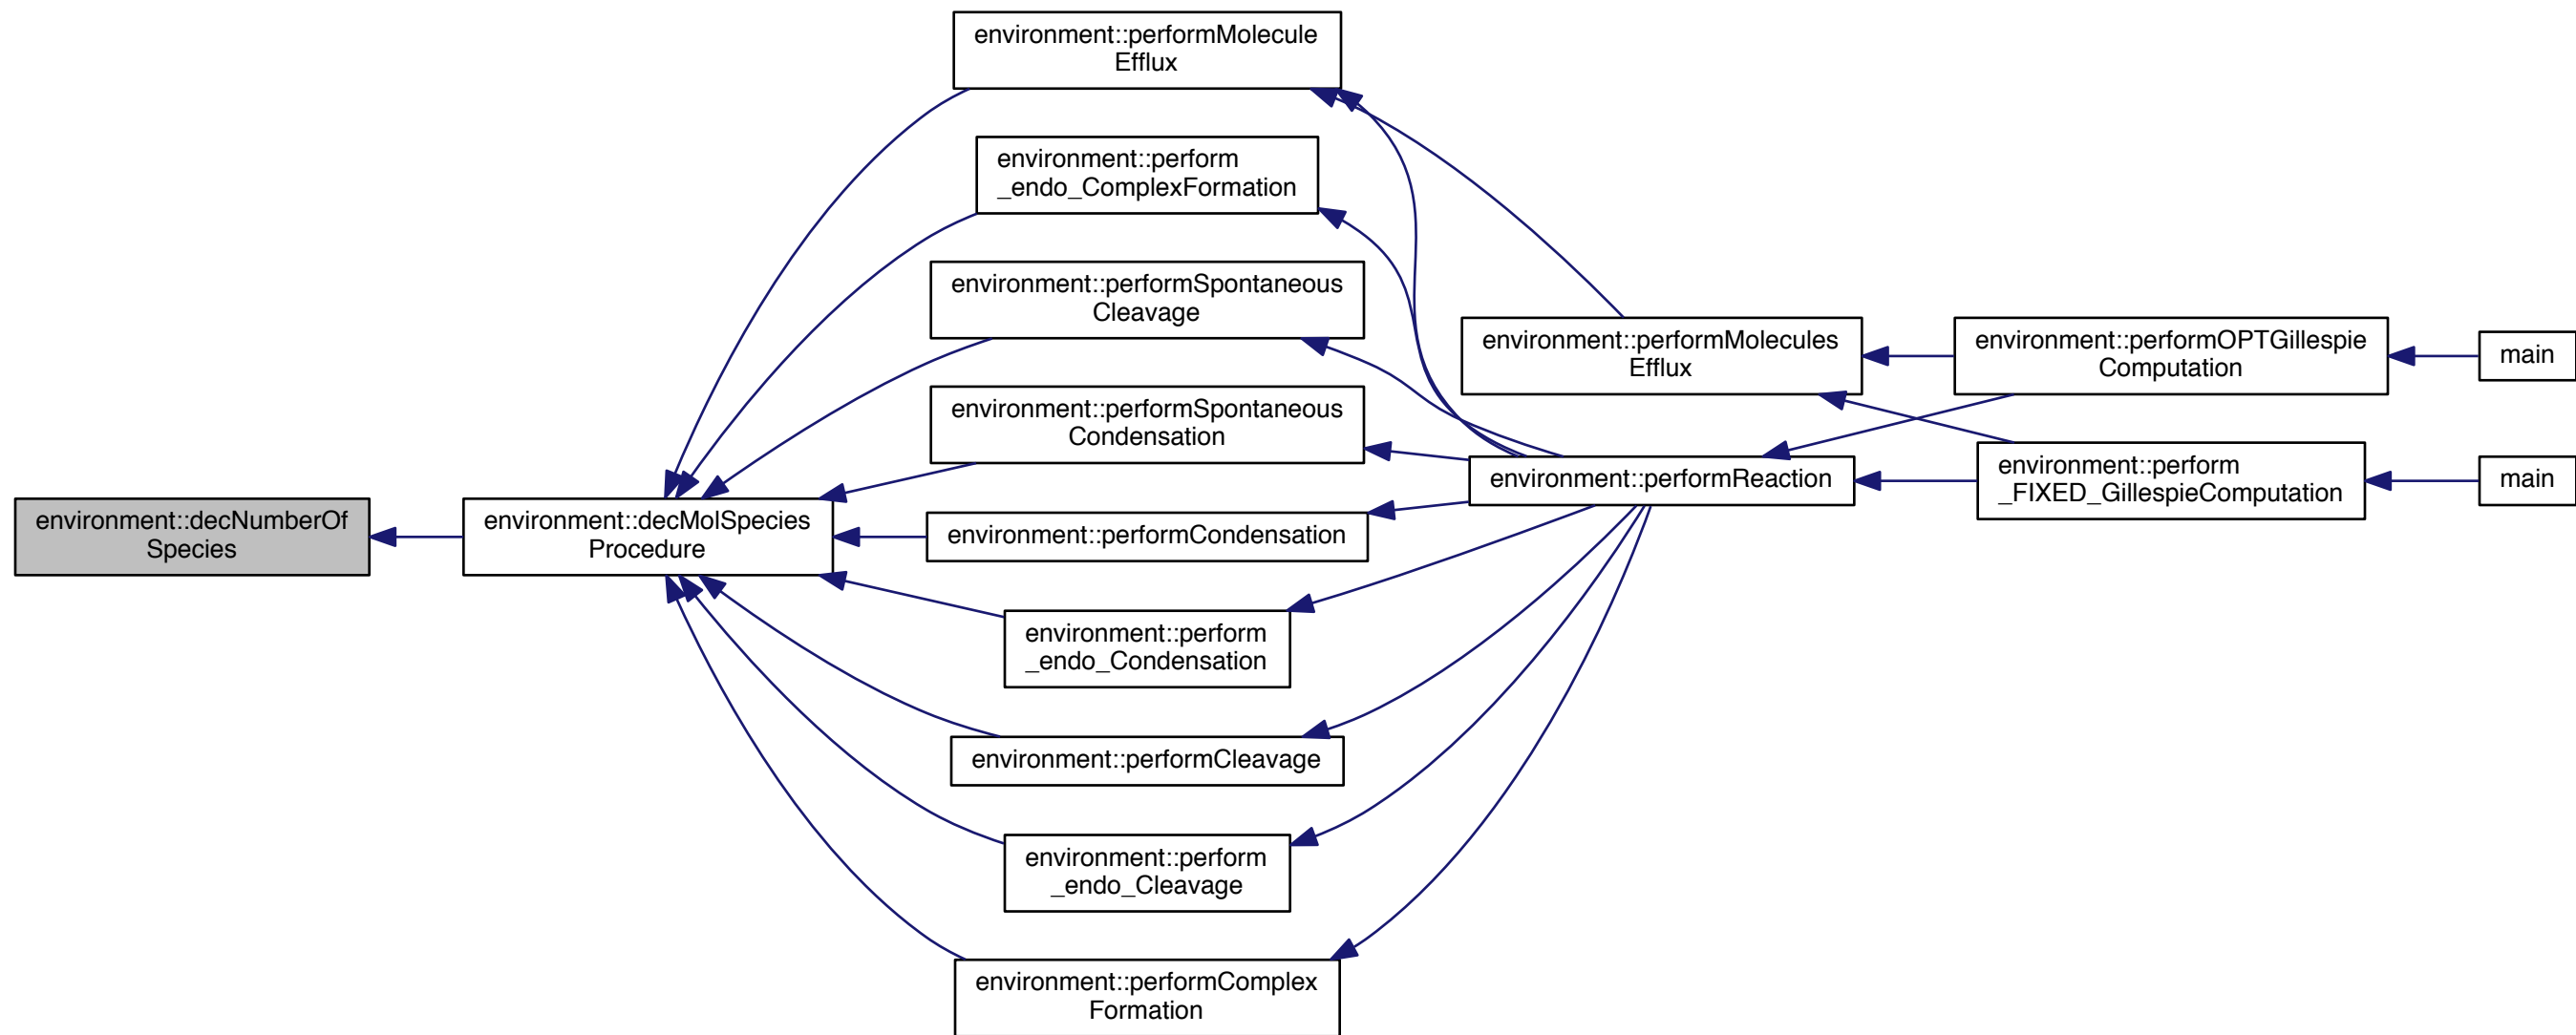 environment::decNumberOf
Species
environment::decMolSpecies
Procedure
environment::performMolecule
Efflux
environment::perform
_endo_ComplexFormation
environment::performSpontaneous
Cleavage
environment::performSpontaneous
Condensation
environment::performCondensation
environment::perform
_endo_Condensation
environment::performCleavage
environment::perform
_endo_Cleavage
environment::performComplex
Formation
environment::performMolecules
Efflux
environment::performReaction
environment::performOPTGillespie
Computation
environment::perform
_FIXED_GillespieComputation
main
main